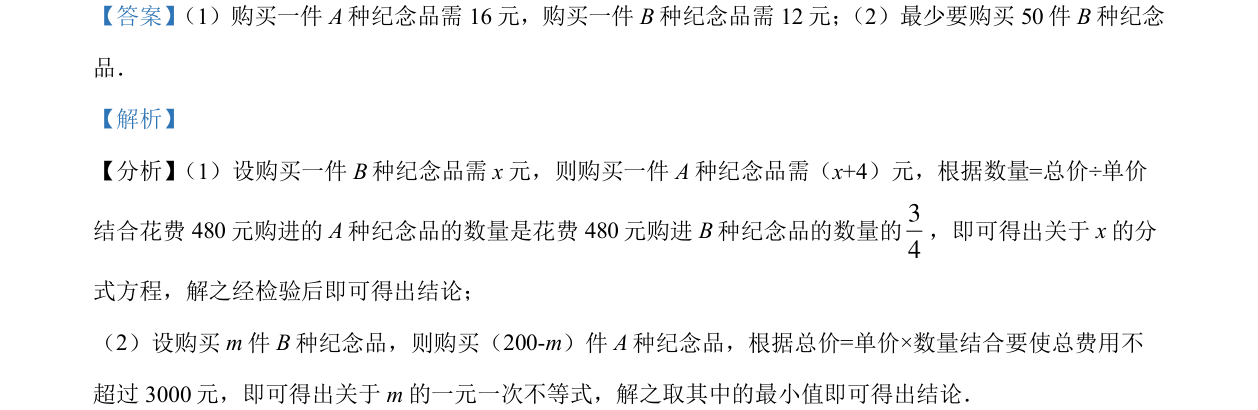 【答案】（1）购买一件 A 种纪念品需 16 元，购买一件 B 种纪念品需 12 元；（2）最少要购买 50 件 B 种纪念
品．
【解析】
【分析】（1）设购买一件 B 种纪念品需 x 元，则购买一件 A 种纪念品需（x+4）元，根据数量=总价÷单价
结合花费 480 元购进的 A 种纪念品的数量是花费 480 元购进 B 种纪念品的数量的 3/4，即可得出关于 x 的分
式方程，解之经检验后即可得出结论；
（2）设购买 m 件 B 种纪念品，则购买（200-m）件 A 种纪念品，根据总价=单价×数量结合要使总费用不
超过 3000 元，即可得出关于 m 的一元一次不等式，解之取其中的最小值即可得出结论．